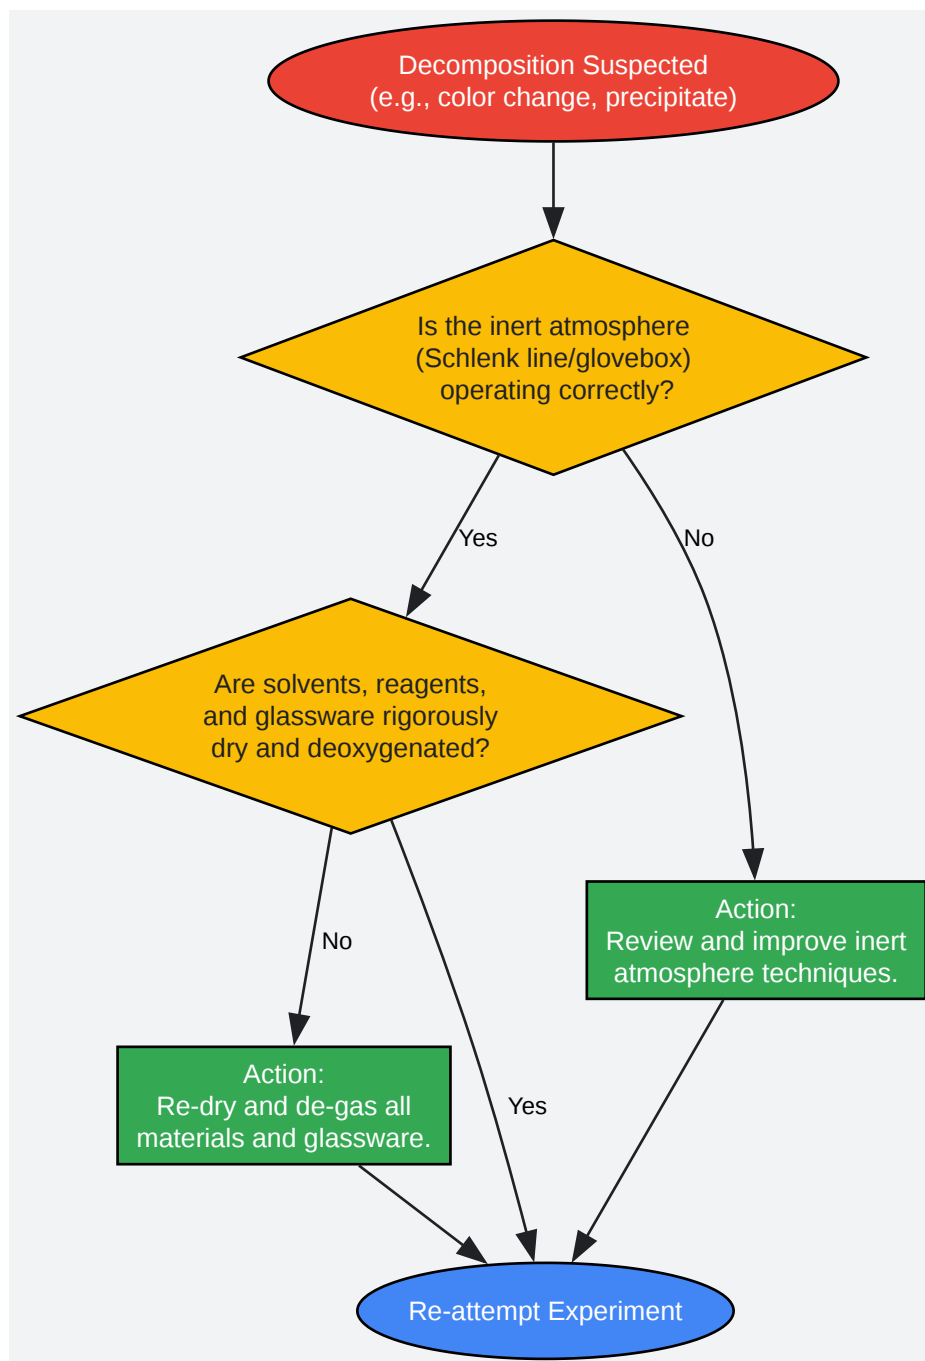 Decomposition Suspected
(e.g., color change, precipitate)
Is the inert atmosphere
(Schlenk line/glovebox)
operating correctly?
Yes
No
Are solvents, reagents,
and glassware rigorously
dry and deoxygenated?
Action:
Review and improve inert
atmosphere techniques.
No
Action:
Re-dry and de-gas all
materials and glassware.
Yes
Re-attempt Experiment